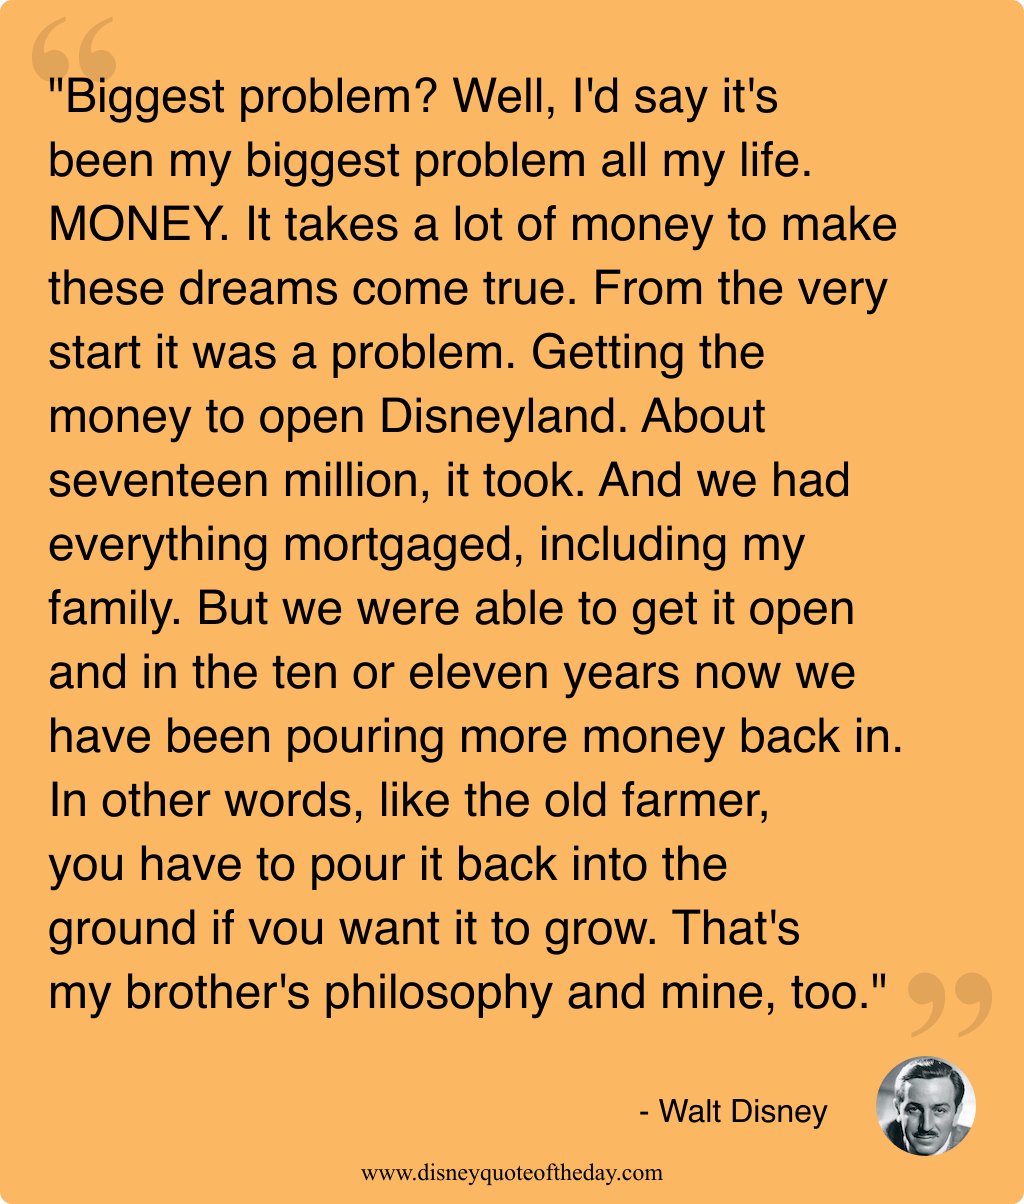 "Biggest problem? Well, I'd say it's
been my biggest problem all my life.
MONEY. It takes a lot of money to make
these dreams come true. From the very
start it was a problem. Getting the
money to open Disneyland. About
seventeen million, it took. And we had
everything mortgaged, including my
family. But we were able to get it open
and in the ten or eleven years now we
have been pouring more money back in.
In other words, like the old farmer,
you have to pour it back into the
ground if vou want it to grow. That's
my brother's philosophy and mine, too."
- Walt Disney
www.disneyquoteoftheday.com